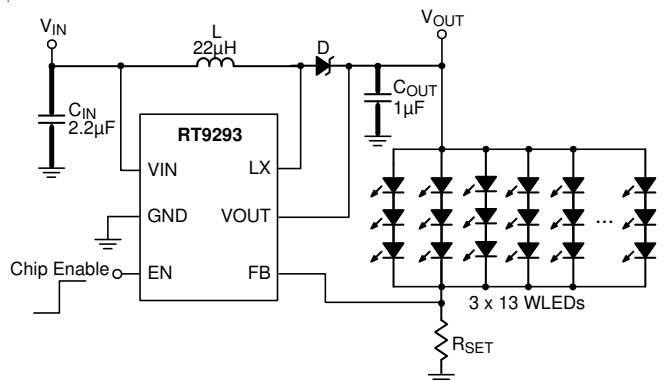 VIN
VOUT
L
22µH
D
CIN
2.2µF
COUT
1µF
RT9293
VIN
LX
GND
VOUT
Chip Enable
EN
FB
...
3 x 13 WLEDs
RSET